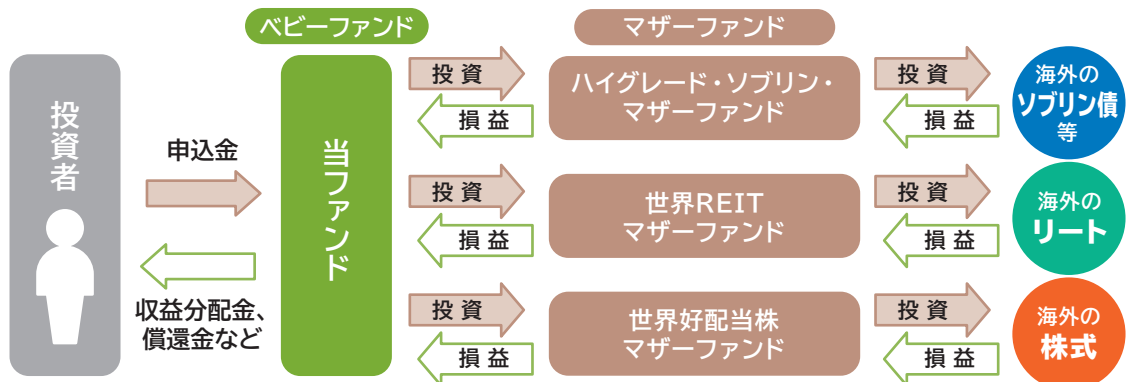 ベビーファンド
マザーファンド
投資者
申込金
収益分配金、
償還金など
当ファンド
投資
損益
ハイグレード・ソブリン・
マザーファンド
投資
損益
海外の
ソブリン債
等
投資
損益
世界REIT
マザーファンド
投資
損益
海外の
リート
投資
損益
世界好配当株
マザーファンド
投資
損益
海外の
株式